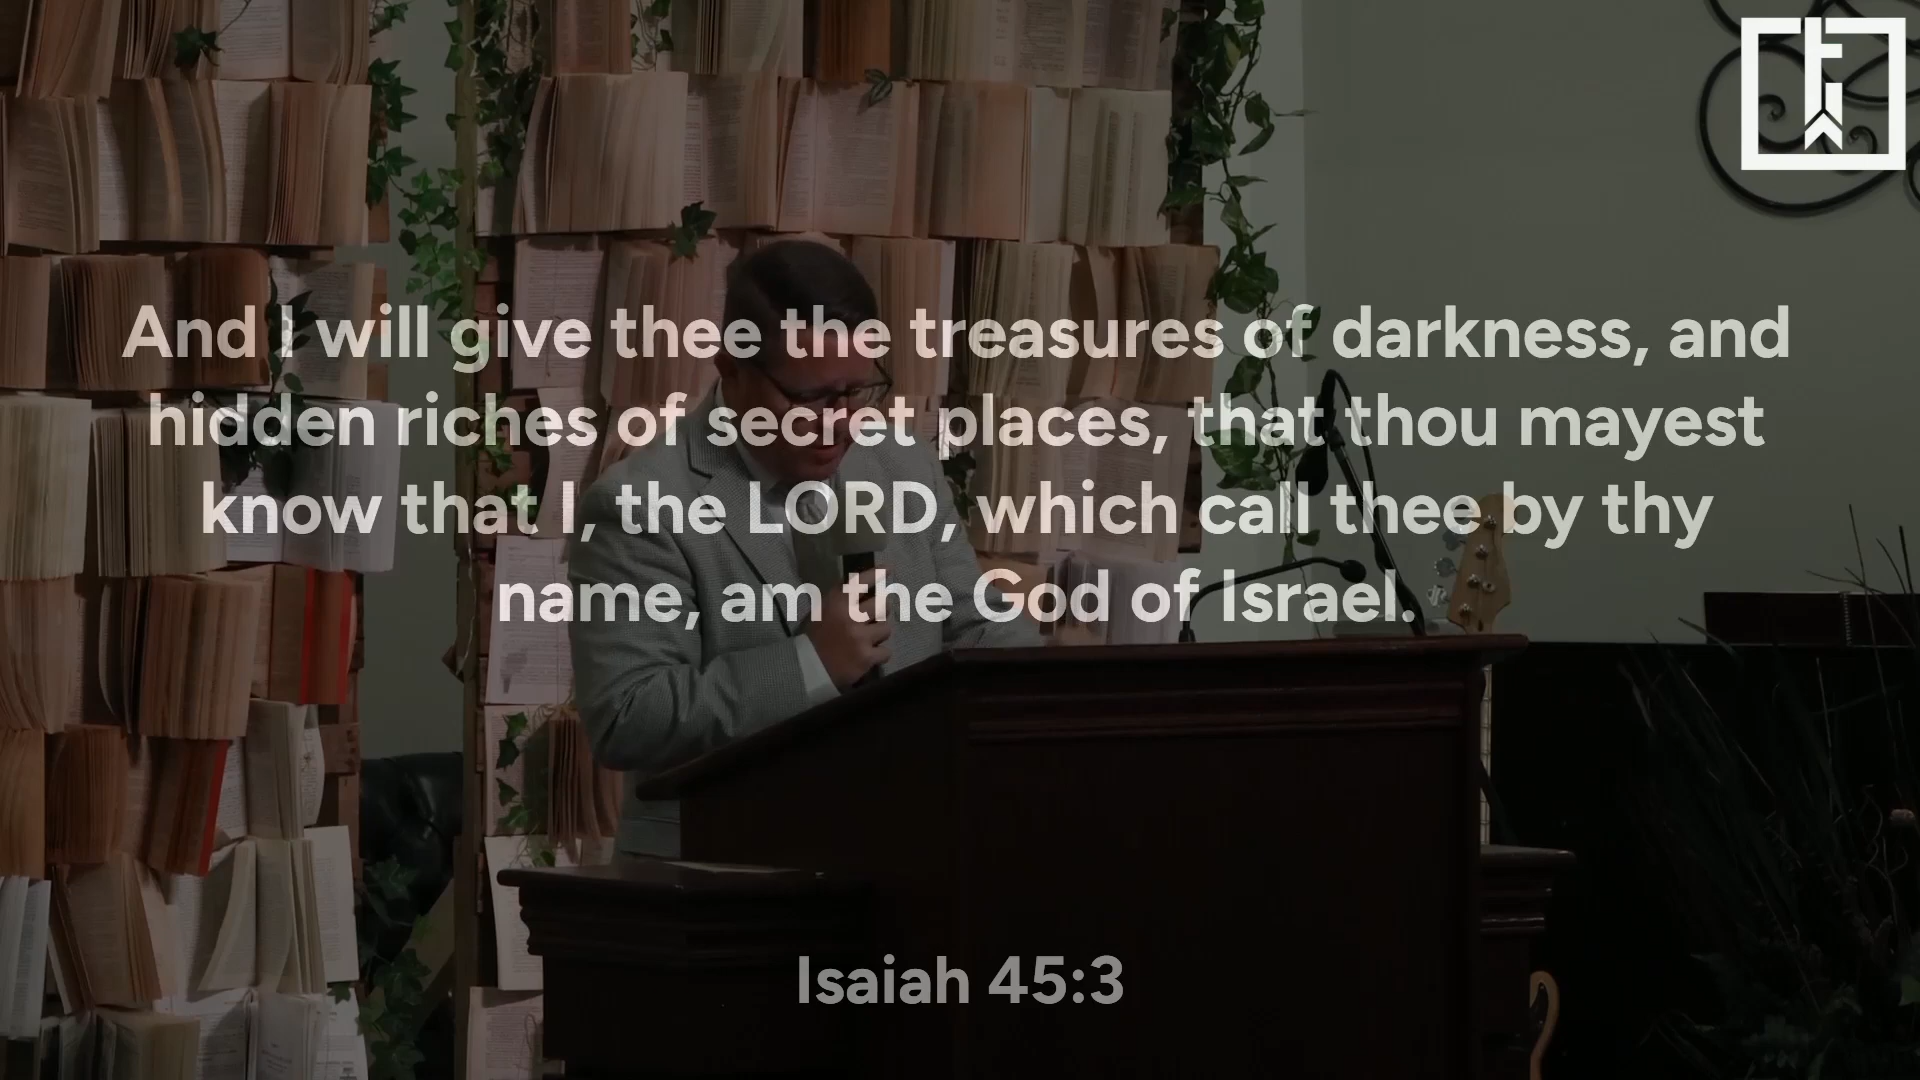 And I will give thee the treasures of darkness, and
hidden riches of secret places, that thou mayest
know that I, the LORD, which call thee by thy
name, am the God of Israel.
Isaiah 45:3